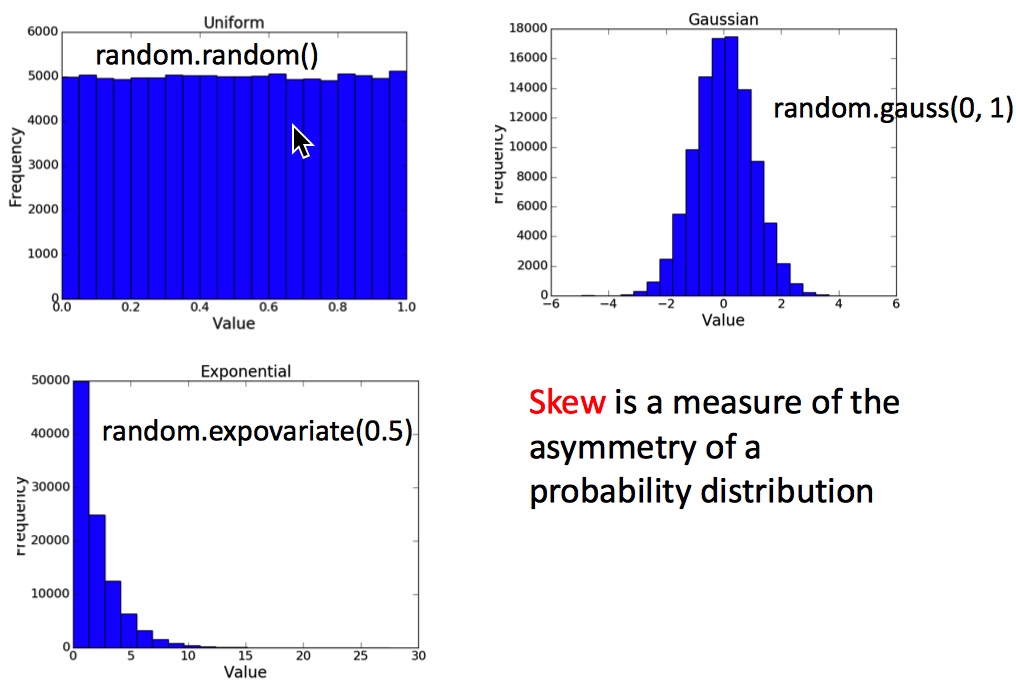 Uniform
random.random()
6000
5000
4000
3000
2000
1000
0
Frequency
0.0 0.2 0.4 0.6 0.8 1.0
Value
Gaussian
random.gauss(0, 1)
18000
16000
14000
12000
10000
8000
6000
4000
2000
0
Frequency
−6 −4 −2 0 2 4 6
Value
Exponential
random.expovariate(0.5)
50000
40000
30000
20000
10000
0
Frequency
0 5 10 15 20 25 30
Value
Skew is a measure of the
asymmetry of a
probability distribution